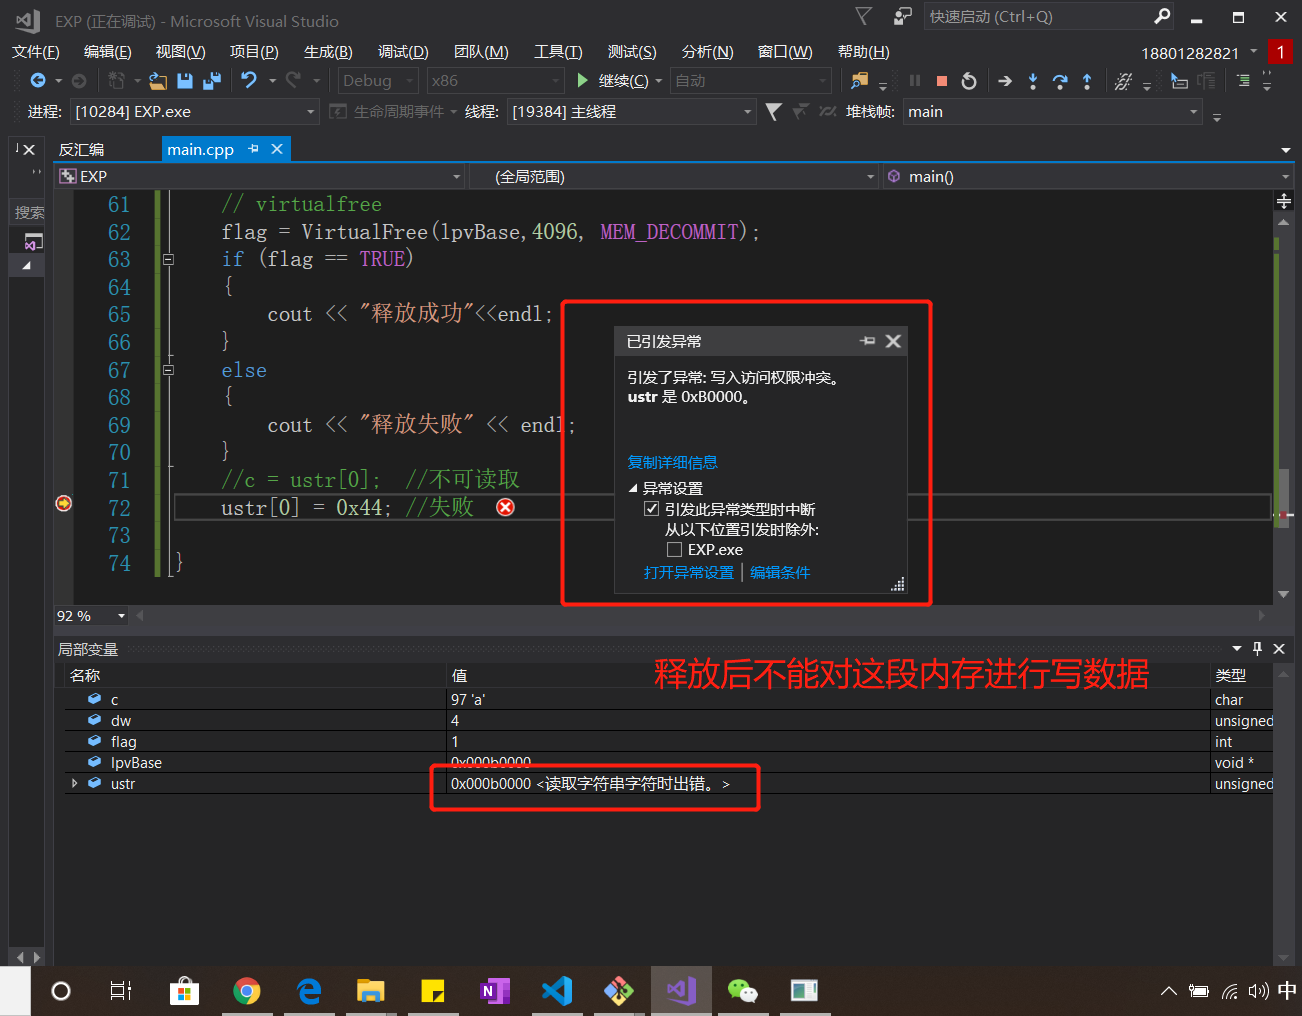 EXP (正在调试) - Microsoft Visual Studio
快速启动 (Ctrl+Q)
文件(F) 编辑(E) 视图(V) 项目(P) 生成(B) 调试(D) 团队(M) 工具(T) 测试(S) 分析(N) 窗口(W) 帮助(H) 18801282821 1
Debug x86 继续(C) 自动
进程: [10284] EXP.exe 生命周期事件 线程: [19384] 主线程 堆栈帧: main
反汇编 main.cpp
EXP (全局范围) main()
搜索
61 // virtualfree
62 flag = VirtualFree(lpvBase,4096, MEM_DECOMMIT);
63 if (flag == TRUE)
64 {
65 cout << "释放成功"<<endl;
66 }
67 else
68 {
69 cout << "释放失败" << endl;
70 }
71 //c = ustr[0]; //不可读取
72 ustr[0] = 0x44; //失败
73
74 }
已引发异常
引发了异常: 写入访问权限冲突。
ustr 是 0xB0000。
复制详细信息
异常设置
引发此异常类型时中断
从以下位置引发时除外:
EXP.exe
打开异常设置 | 编辑条件
92 %
局部变量
释放后不能对这段内存进行写数据
名称 值 类型
c 97 'a' char
dw 4 unsigned
flag 1 int
lpvBase 0x000b0000 void *
ustr 0x000b0000 <读取字符串字符时出错。> unsigned
中